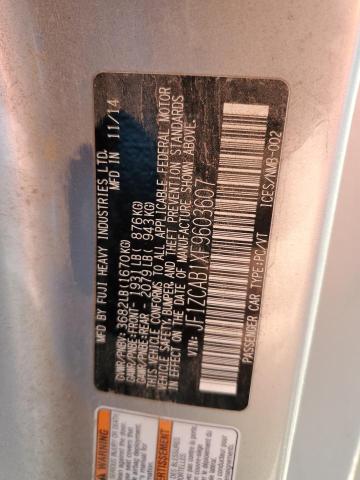 MFD BY FUJI HEAVY INDUSTRIES LTD. 11/14
GVWR/PNBV: 3682LB(1670KG)
GAWR/PNBE:FRONT- 1931LB( 876KG)
GAWR/PNBE:REAR- 2079LB( 943KG)
THIS VEHICLE CONFORMS TO ALL APPLICABLE FEDERAL MOTOR
VEHICLE SAFETY, BUMPER, AND THEFT PREVENTION STANDARDS
IN EFFECT ON THE DATE OF MANUFACTURE SHOWN ABOVE.
VIN: JF1ZCAB1XF9603607
PASSENGER CAR TYPE:PC/VT ICES/NMB-002
WARNING